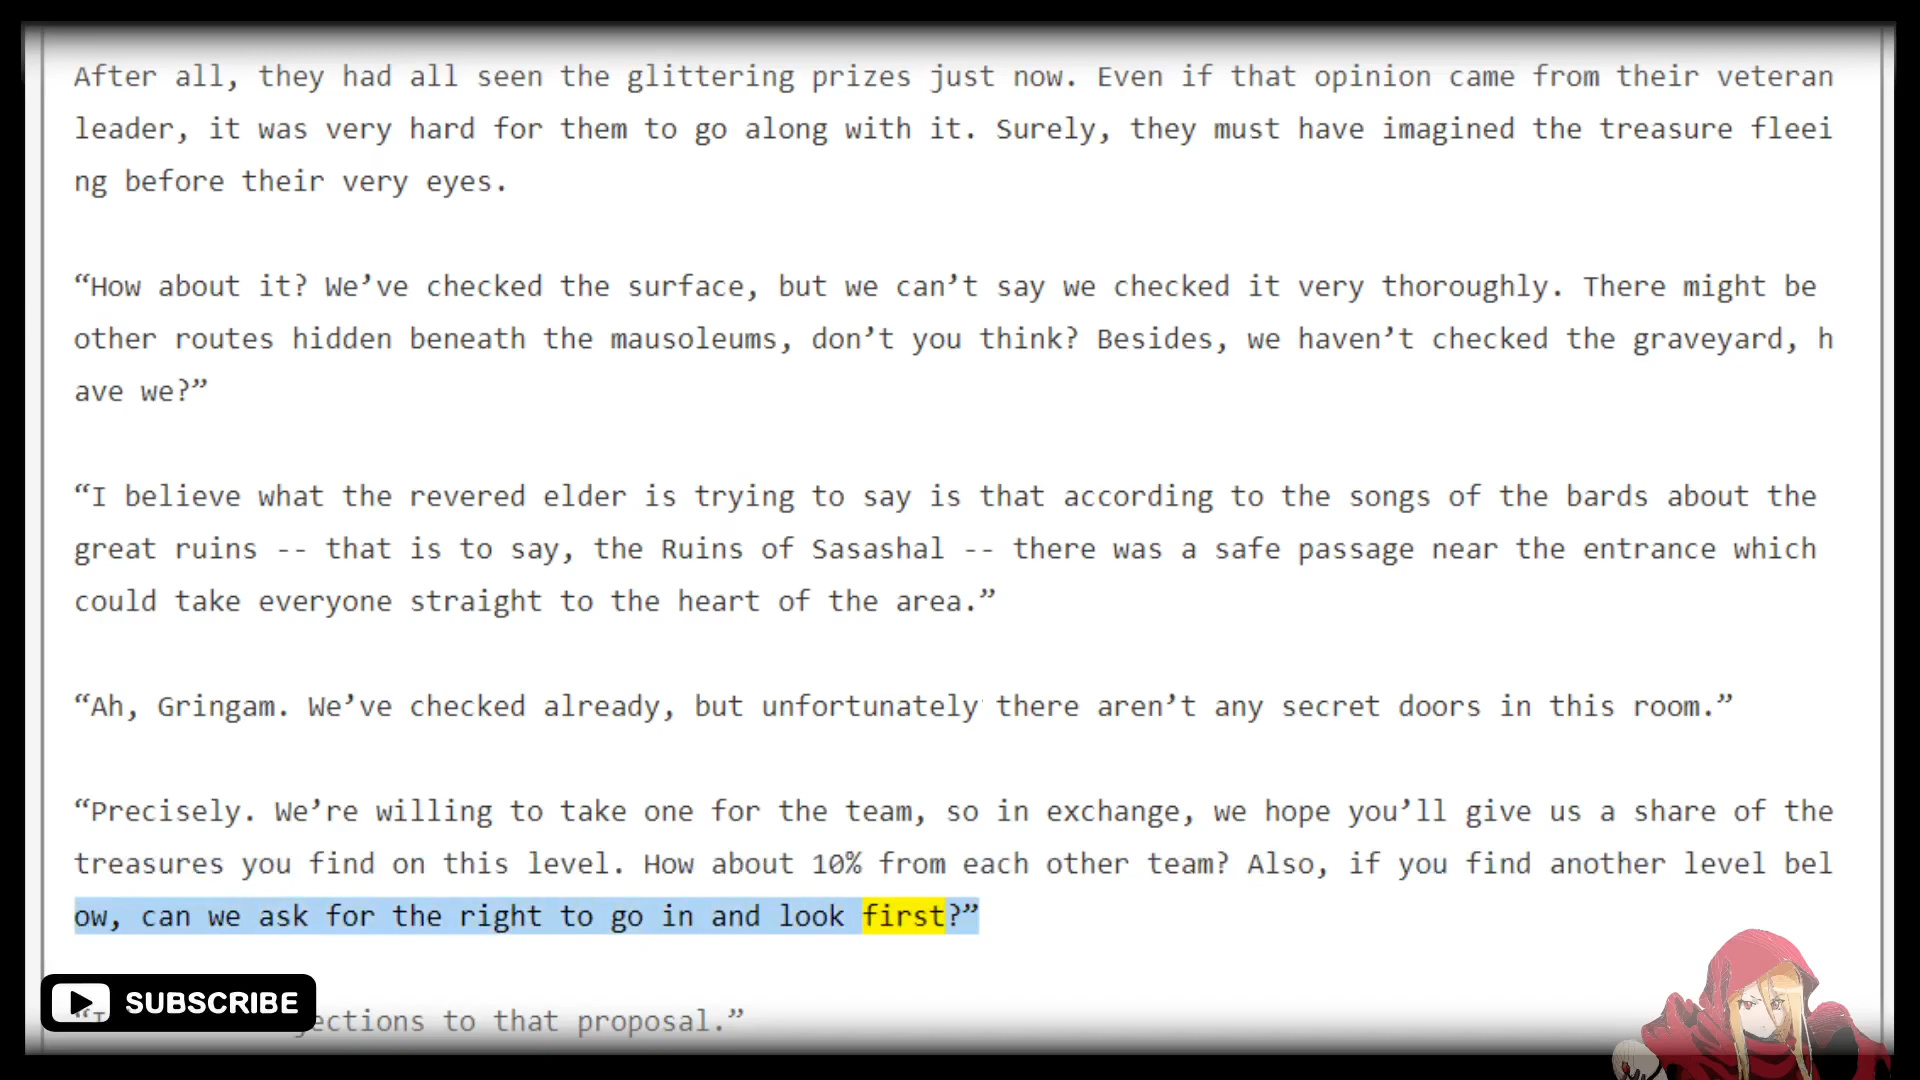 After all, they had all seen the glittering prizes just now. Even if that opinion came from their veteran
leader, it was very hard for them to go along with it. Surely, they must have imagined the treasure fleei
ng before their very eyes.
“How about it? We’ve checked the surface, but we can’t say we checked it very thoroughly. There might be
other routes hidden beneath the mausoleums, don’t you think? Besides, we haven’t checked the graveyard, h
ave we?”
“I believe what the revered elder is trying to say is that according to the songs of the bards about the
great ruins -- that is to say, the Ruins of Sasashal -- there was a safe passage near the entrance which
could take everyone straight to the heart of the area.”
“Ah, Gringam. We’ve checked already, but unfortunately there aren’t any secret doors in this room.”
“Precisely. We’re willing to take one for the team, so in exchange, we hope you’ll give us a share of the
treasures you find on this level. How about 10% from each other team? Also, if you find another level bel
ow, can we ask for the right to go in and look first?”
SUBSCRIBE
jections to that proposal.”